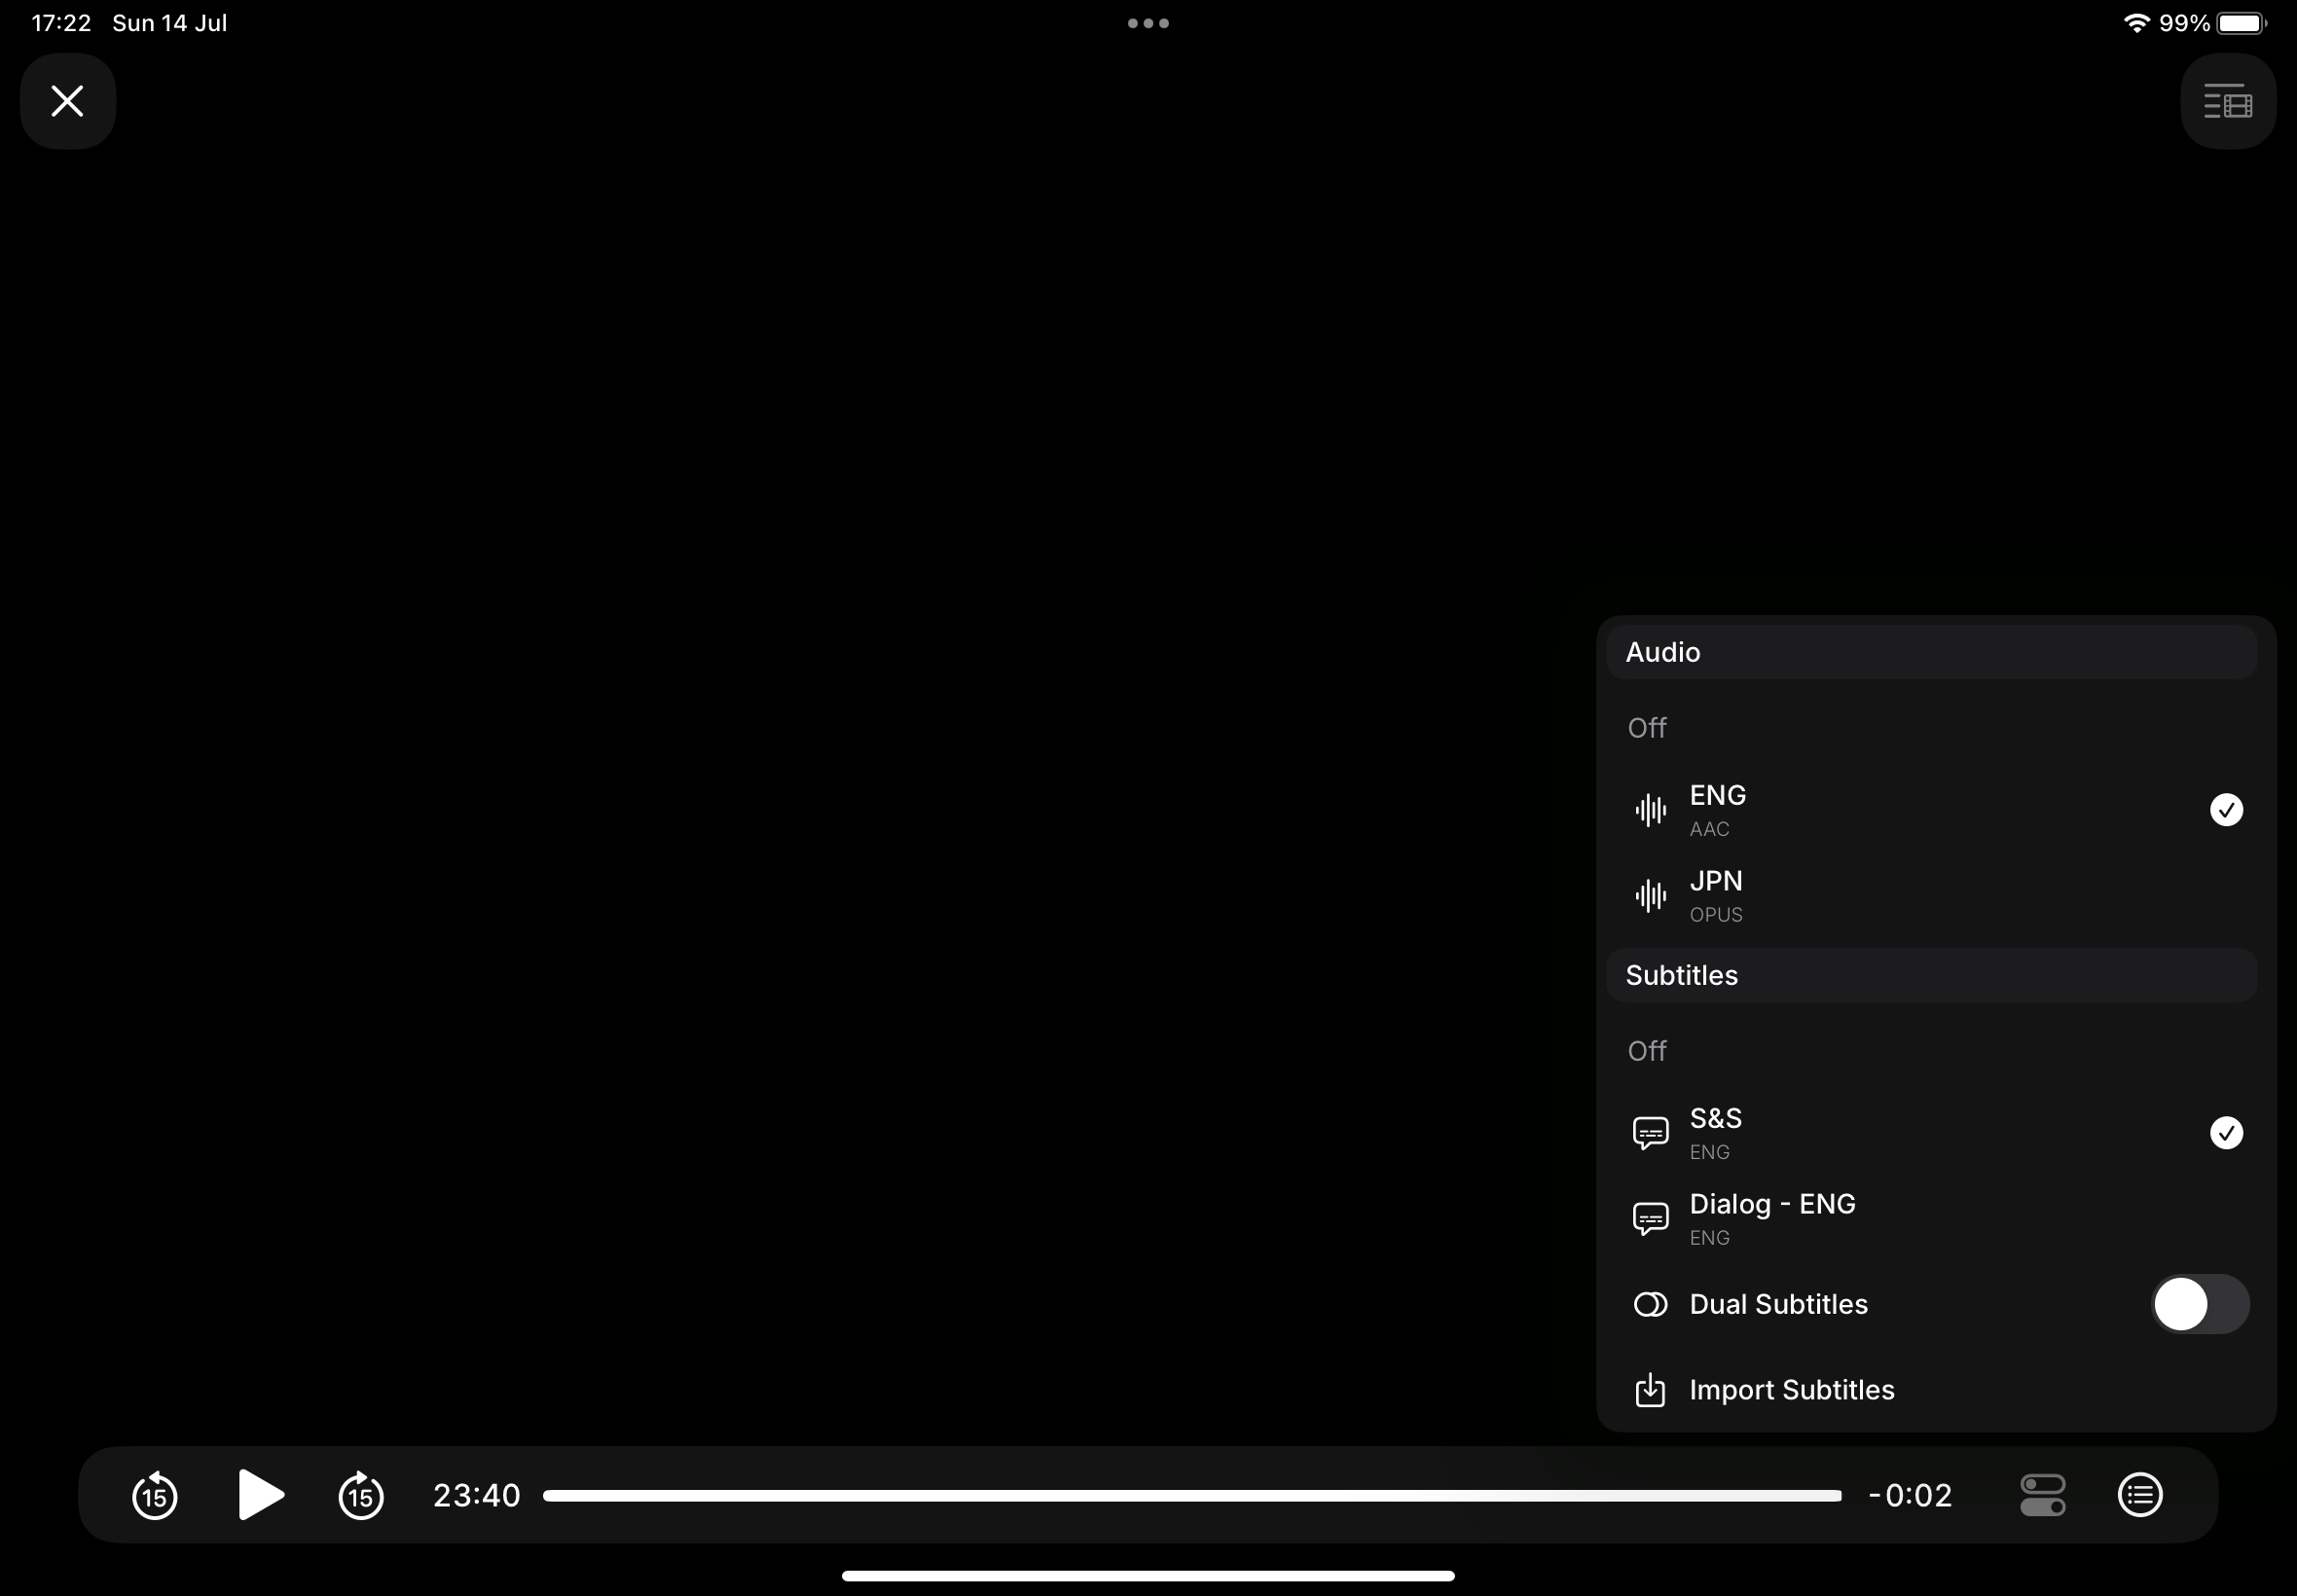 17:22 Sun 14 Jul
99%
Audio
Off
ENG
AAC
JPN
OPUS
Subtitles
Off
S&S
ENG
Dialog - ENG
ENG
Dual Subtitles
Import Subtitles
15 15 23:40 -0:02